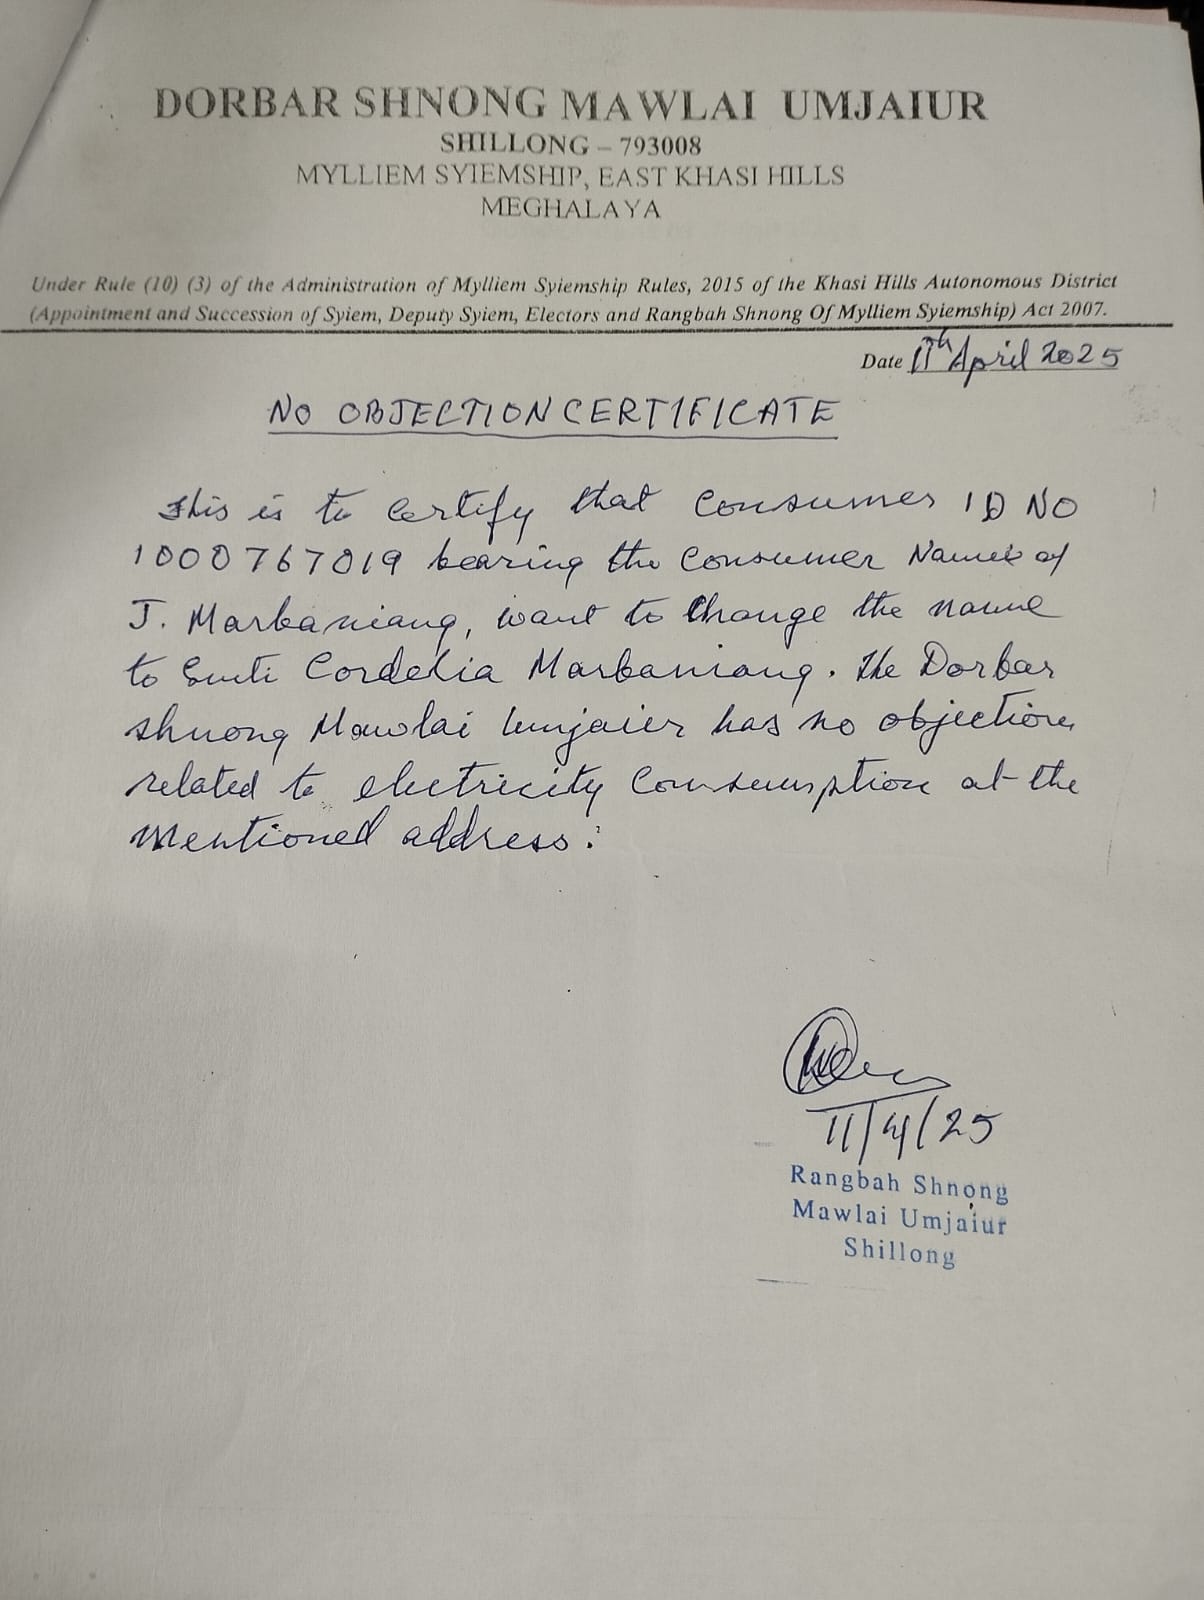 DORBAR SHNONG MAWLAI UMJAIUR
SHILLONG – 793008
MYLLIEM SYIEMSHIP, EAST KHASI HILLS
MEGHALAYA
Under Rule (10) (3) of the Administration of Mylliem Syiemship Rules, 2015 of the Khasi Hills Autonomous District
(Appointment and Succession of Syiem, Deputy Syiem, Electors and Rangbah Shnong Of Mylliem Syiemship) Act 2007.
Date 11th April 2025
NO OBJECTION CERTIFICATE
This is to certify that Consumer ID NO
1000767019 bearing the Consumer Name of
J. Marbaniang, want to Change the name
to Smti Cordelia Marbaniang. The Dorbar
Shnong Mawlai Umjaiur has no objection
related to electricity Consumption at the
mentioned address.
11/4/25
Rangbah Shnong
Mawlai Umjaiur
Shillong